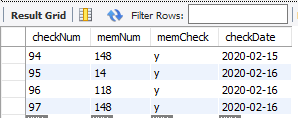 Result Grid Filter Rows:
checkNum memNum memCheck checkDate
94 148 y 2020-02-15
95 14 y 2020-02-16
96 118 y 2020-02-16
97 148 y 2020-02-16